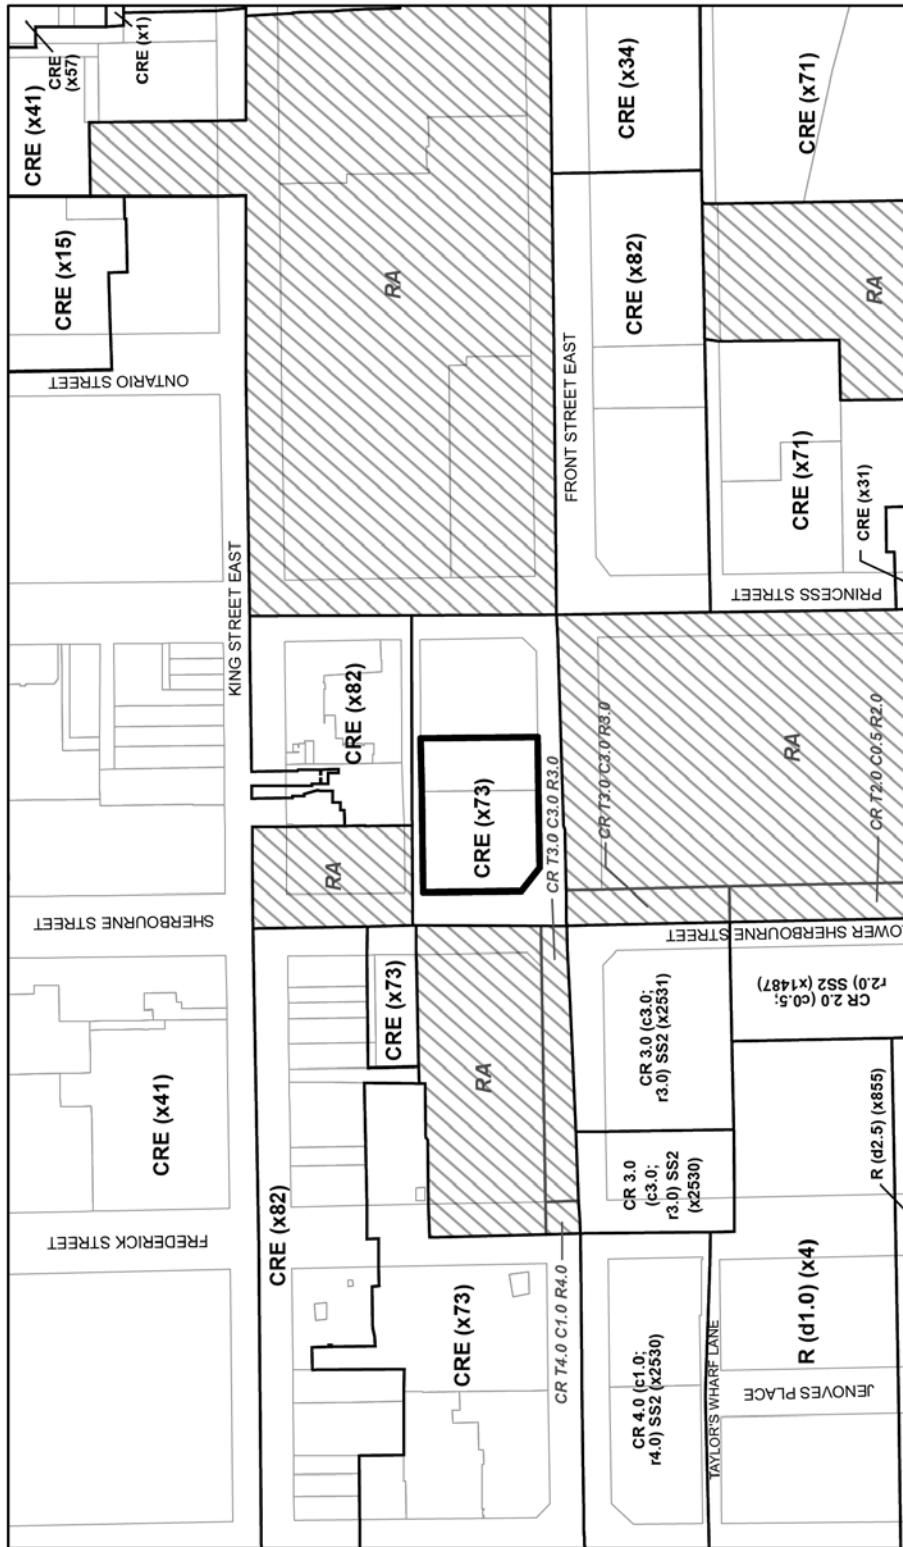 CRE
(x57)
CRE (x1)
CRE (x41)
CRE (x15)
ONTARIO STREET
RA
CRE (x34)
CRE (x71)
CRE (x82)
RA
FRONT STREET EAST
CRE (x71)
CRE (x31)
PRINCESS STREET
KING STREET EAST
CRE (x82)
CRE (x73)
CR T3.0 C3.0 R3.0
CR T3.0 C3.0 R3.0
RA
CR T2.0 C0.5 R2.0
SHERBOURNE STREET
RA
LOWER SHERBOURNE STREET
CRE (x73)
RA
CR 3.0 (c3.0;
r3.0) SS2 (x2531)
CR 2.0 (c0.5;
r2.0) SS2 (x1487)
CRE (x41)
CR 3.0
(c3.0;
r3.0) SS2
(x2530)
R (d2.5) (x855)
FREDERICK STREET
CRE (x82)
CRE (x73)
CR T4.0 C1.0 R4.0
CR 4.0 (c1.0;
r4.0) SS2 (x2530)
TAYLOR'S WHARF LANE
R (d1.0) (x4)
JENOVES PLACE